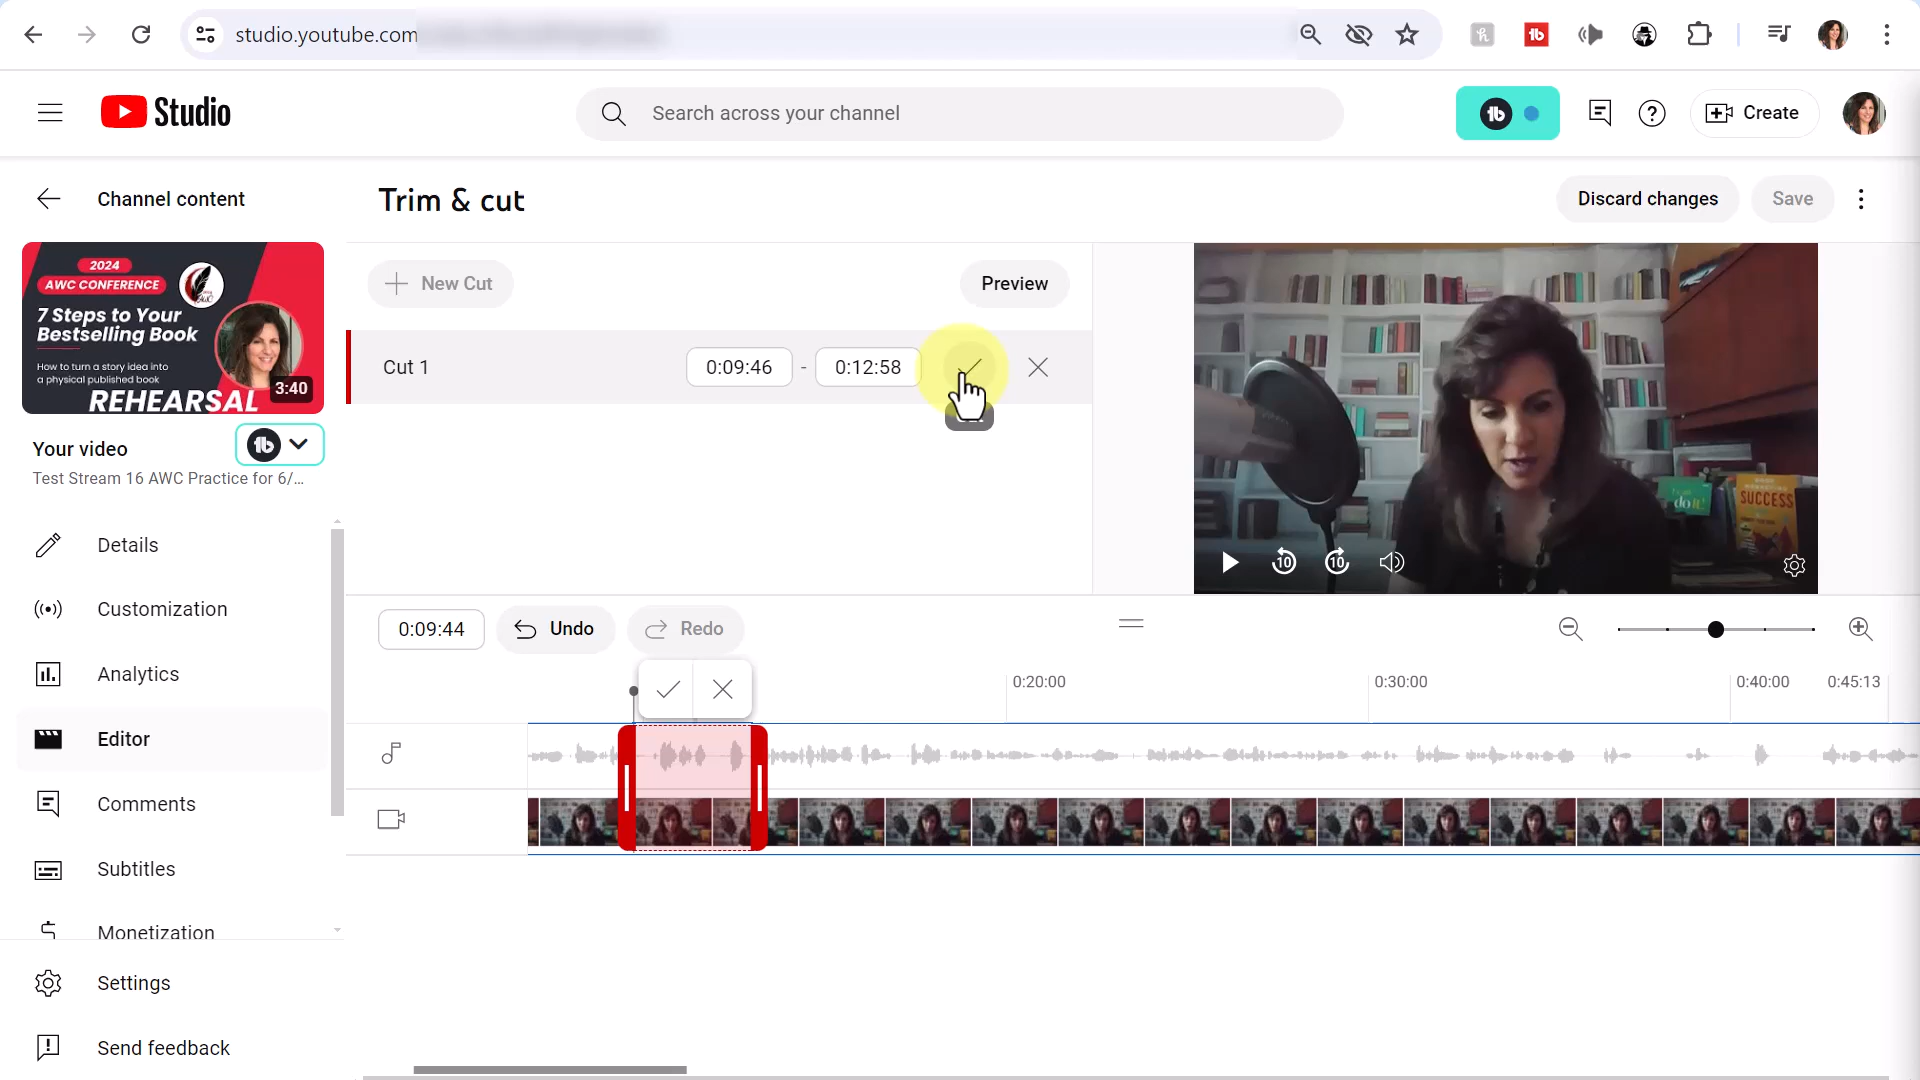 studio.youtube.com
Studio
Search across your channel
Create
Channel content
Trim & cut
Discard changes
Save
2024
AWC CONFERENCE
7 Steps to Your
Bestselling Book
How to turn a story idea into
a physical published book
REHEARSAL
3:40
New Cut
Preview
Cut 1
0:09:46 - 0:12:58
Your video
Test Stream 16 AWC Practice for 6/...
do it!
SUCCESS
10
10
Details
Customization
Analytics
Editor
Comments
Subtitles
Monetization
Settings
Send feedback
0:09:44
Undo
Redo
0:20:00
0:30:00
0:40:00
0:45:13